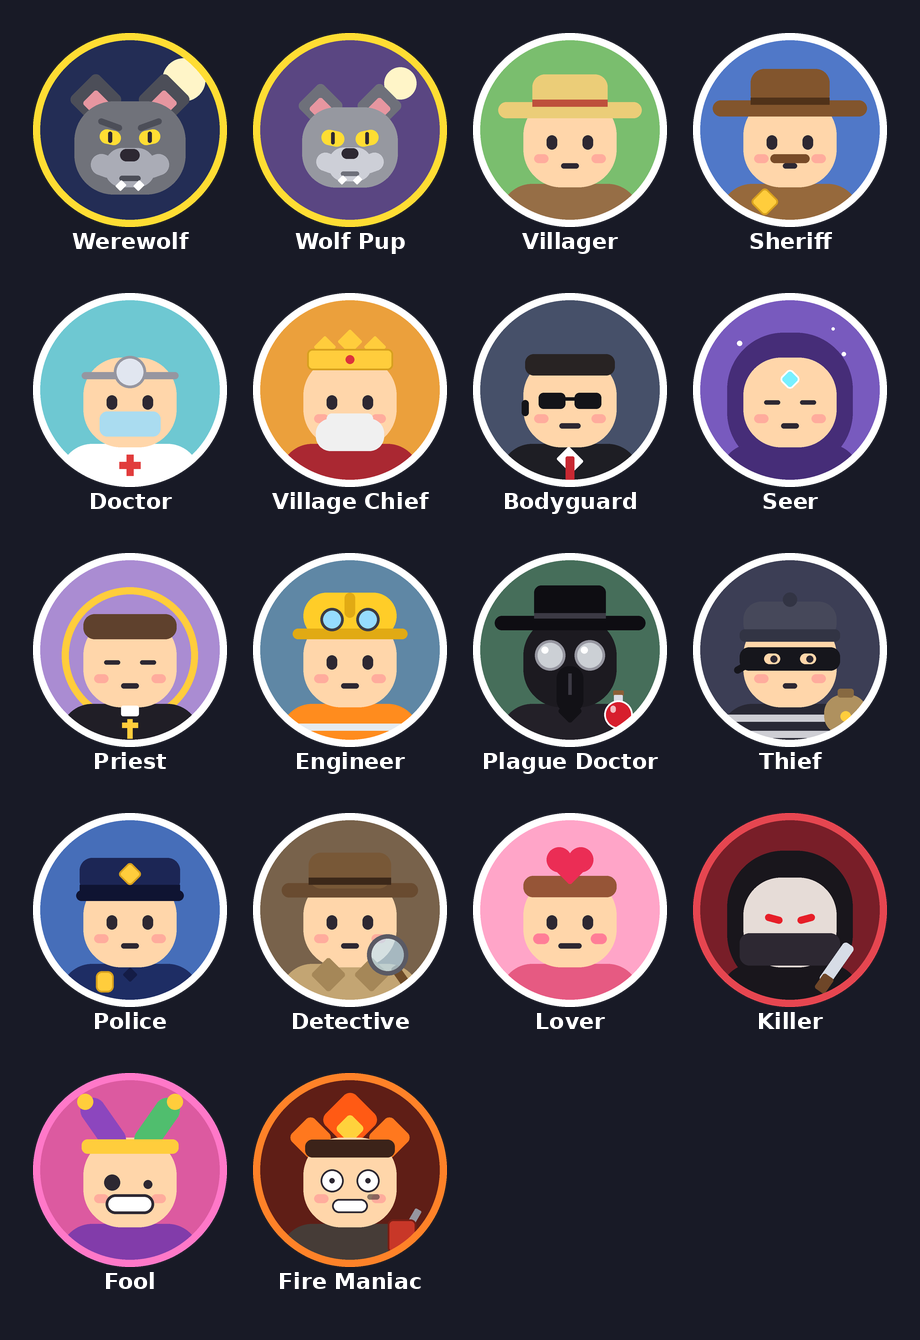 Werewolf
Wolf Pup
Villager
Sheriff
Doctor
Village Chief
Bodyguard
Seer
Priest
Engineer
Plague Doctor
Thief
Police
Detective
Lover
Killer
Fool
Fire Maniac